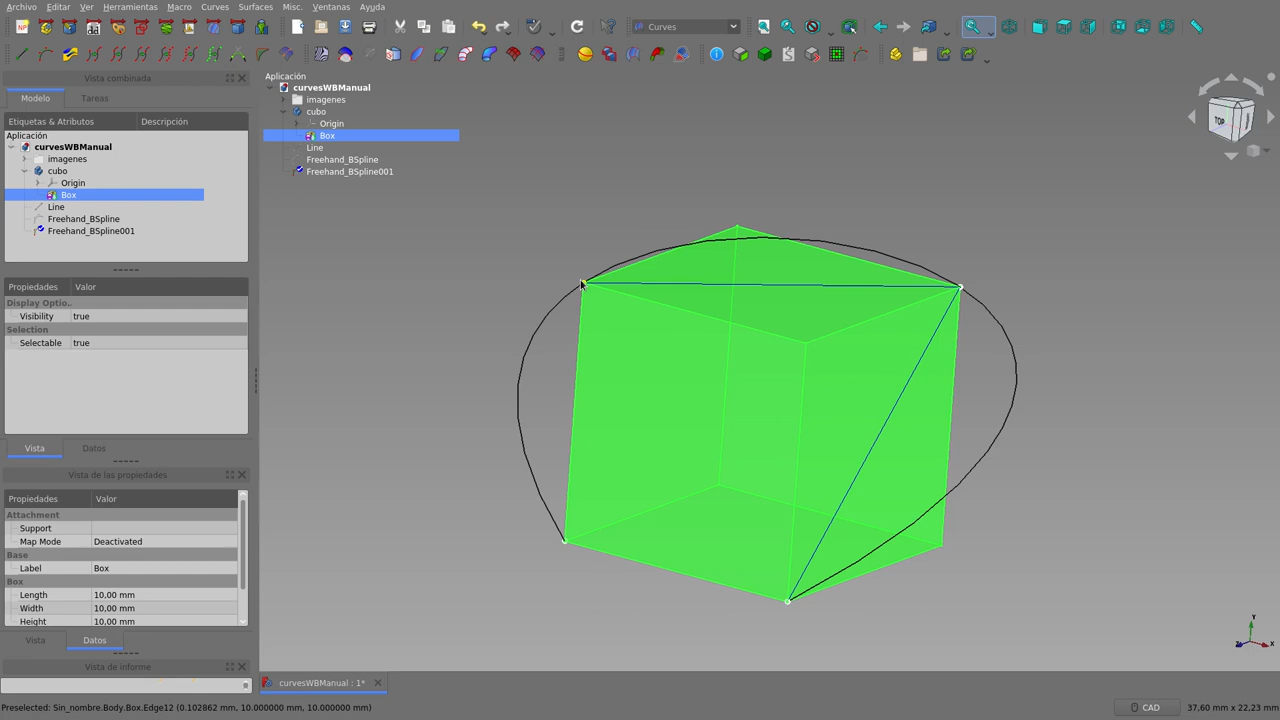 Archivo Editar Ver Herramientas Macro Curves Surfaces Misc. Ventanas Ayuda
Curves
Vista combinada
Modelo Tareas
Etiquetas & Atributos Descripción
Aplicación
curvesWBManual
imagenes
cubo
Origin
Box
Line
Freehand_BSpline
Freehand_BSpline001
Propiedades Valor
Display Optio..
Visibility true
Selection
Selectable true
Vista Datos
Vista de las propiedades
Propiedades Valor
Attachment
Support
Map Mode Deactivated
Base
Label Box
Box
Length 10,00 mm
Width 10,00 mm
Height 10,00 mm
Vista Datos
Vista de informe
Aplicación
curvesWBManual
imagenes
cubo
Origin
Box
Line
Freehand_BSpline
Freehand_BSpline001
TOP
Y
Z
X
curvesWBManual : 1*
Preselected: Sin_nombre.Body.Box.Edge12 (0.102862 mm, 10.000000 mm, 10.000000 mm)
CAD
37,60 mm x 22,23 mm